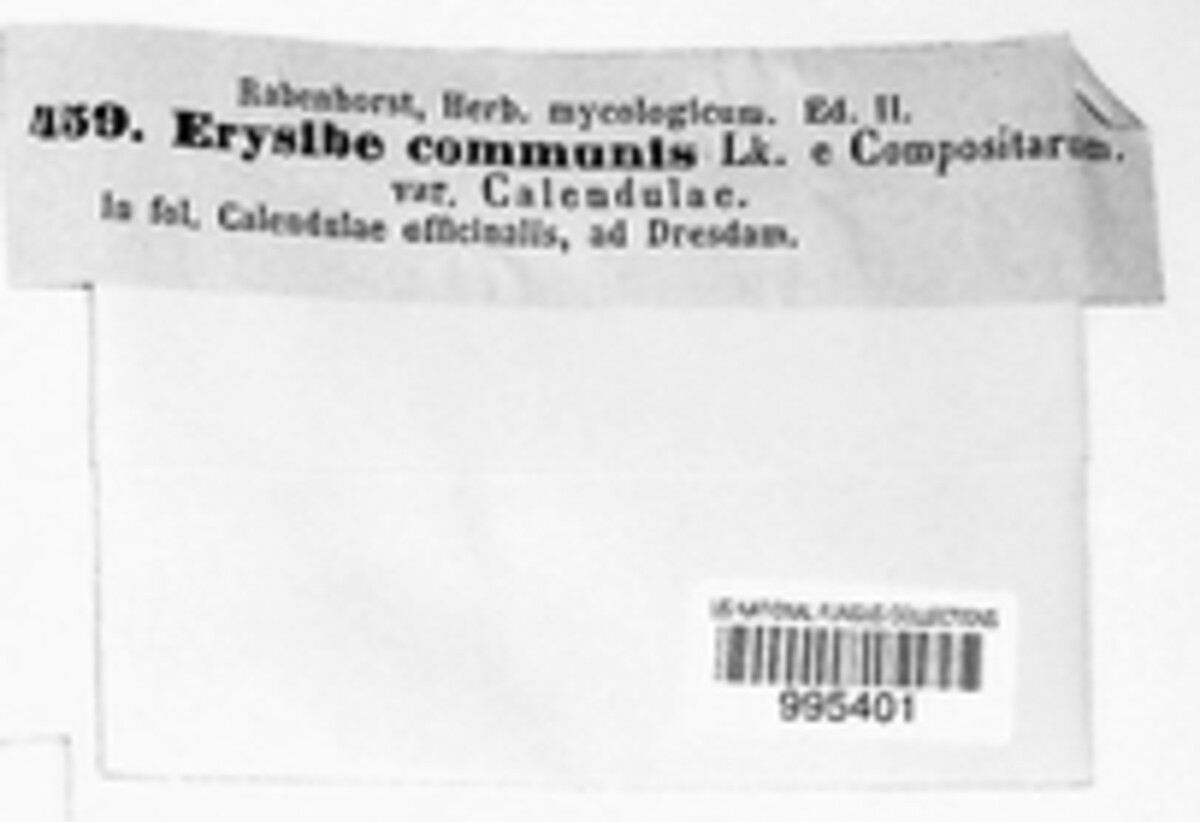 Rabenhorst, Herb. mycologicum. Ed. II.
459. Erysibe communis Lk. e Compositarum.
var. Calendulae.
In fol. Calendulae officinalis, ad Dresdam.
US NATIONAL FUNGUS COLLECTIONS
995401